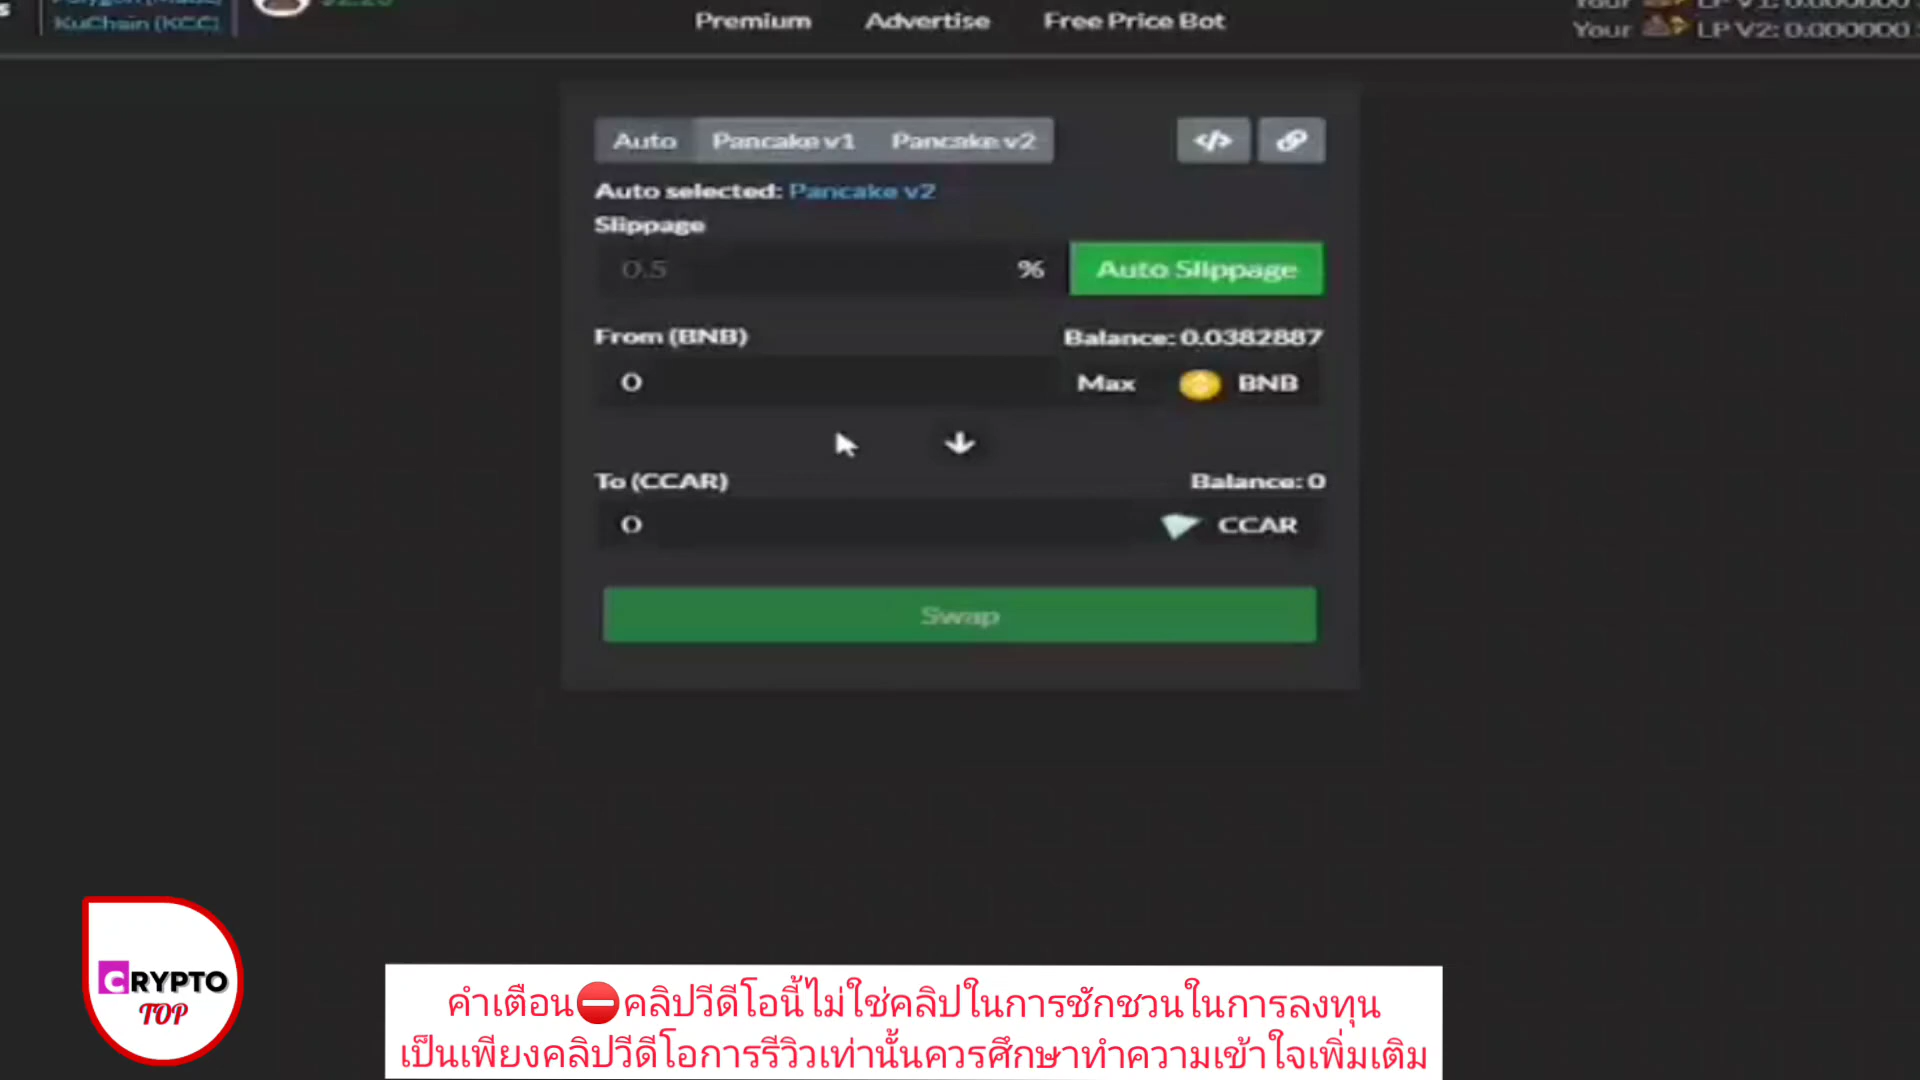 Premium Advertise Free Price Bot
KuChain (KCC)
Your LP V2: 0.000000
Auto Pancake v1 Pancake v2 </>
Auto selected: Pancake v2
Slippage
0.5 % Auto Slippage
From (BNB) Balance: 0.0382887
0 Max BNB
To (CCAR) Balance: 0
0 CCAR
Swap
CRYPTO
TOP
คำเตือน⛔คลิปวีดีโอนี้ไม่ใช่คลิปในการชักชวนในการลงทุน
เป็นเพียงคลิปวีดีโอการรีวิวเท่านั้นควรศึกษาทำความเข้าใจเพิ่มเติม